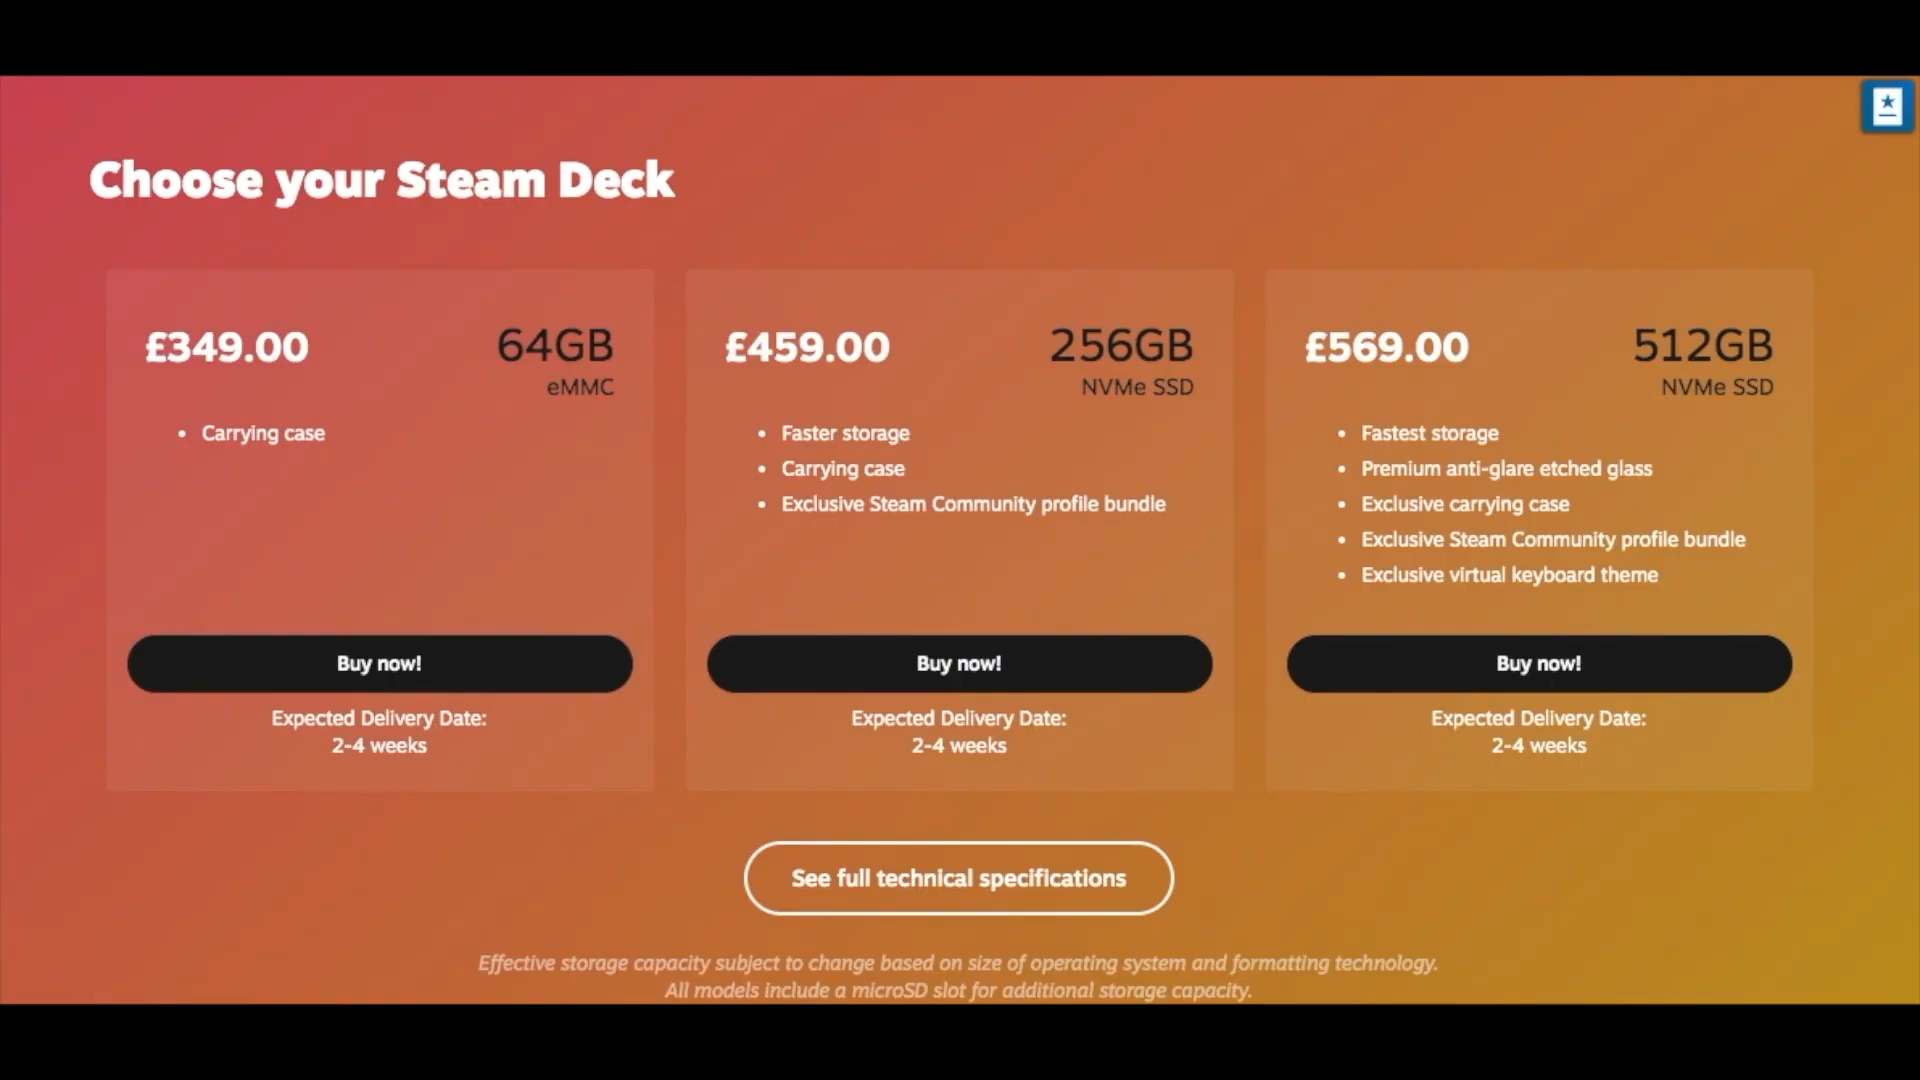 Choose your Steam Deck
£349.00
64GB
eMMC
• Carrying case
Buy now!
Expected Delivery Date:
2-4 weeks
£459.00
256GB
NVMe SSD
• Faster storage
• Carrying case
• Exclusive Steam Community profile bundle
Buy now!
Expected Delivery Date:
2-4 weeks
£569.00
512GB
NVMe SSD
• Fastest storage
• Premium anti-glare etched glass
• Exclusive carrying case
• Exclusive Steam Community profile bundle
• Exclusive virtual keyboard theme
Buy now!
Expected Delivery Date:
2-4 weeks
See full technical specifications
Effective storage capacity subject to change based on size of operating system and formatting technology.
All models include a microSD slot for additional storage capacity.